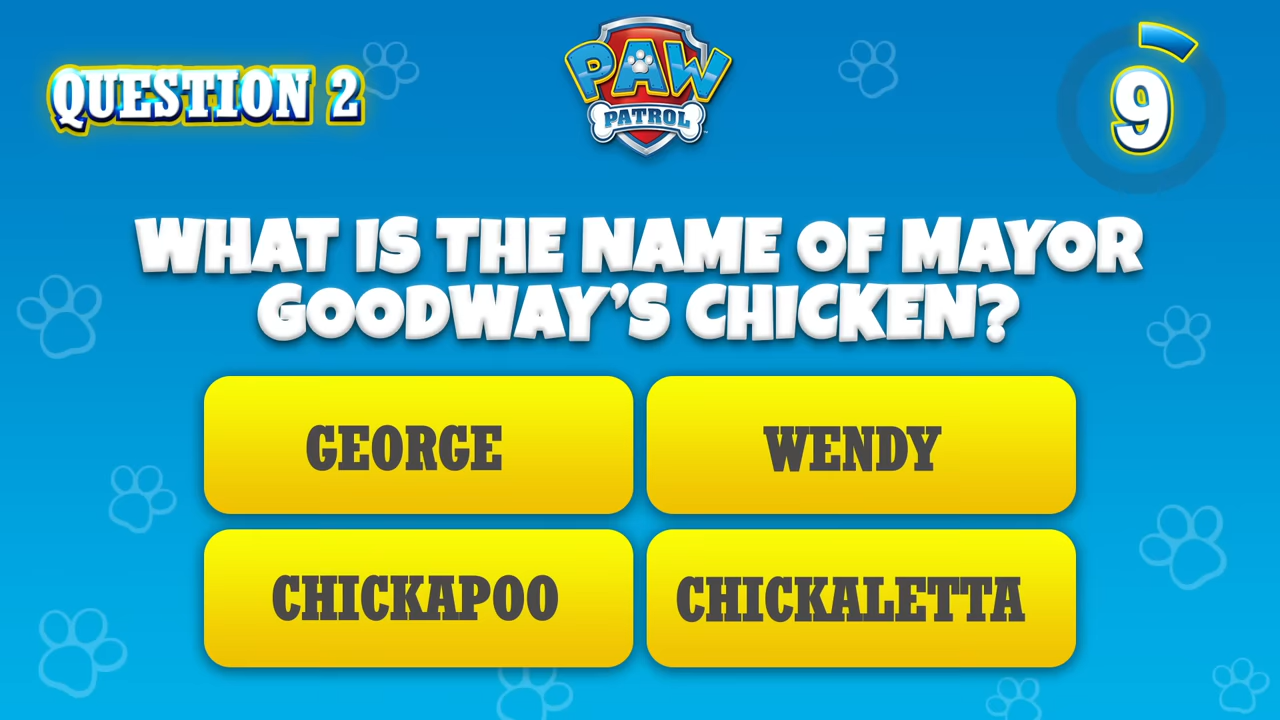 QUESTION 2
PAW
PATROL
9
WHAT IS THE NAME OF MAYOR
GOODWAY'S CHICKEN?
GEORGE
WENDY
CHICKAPOO
CHICKALETTA